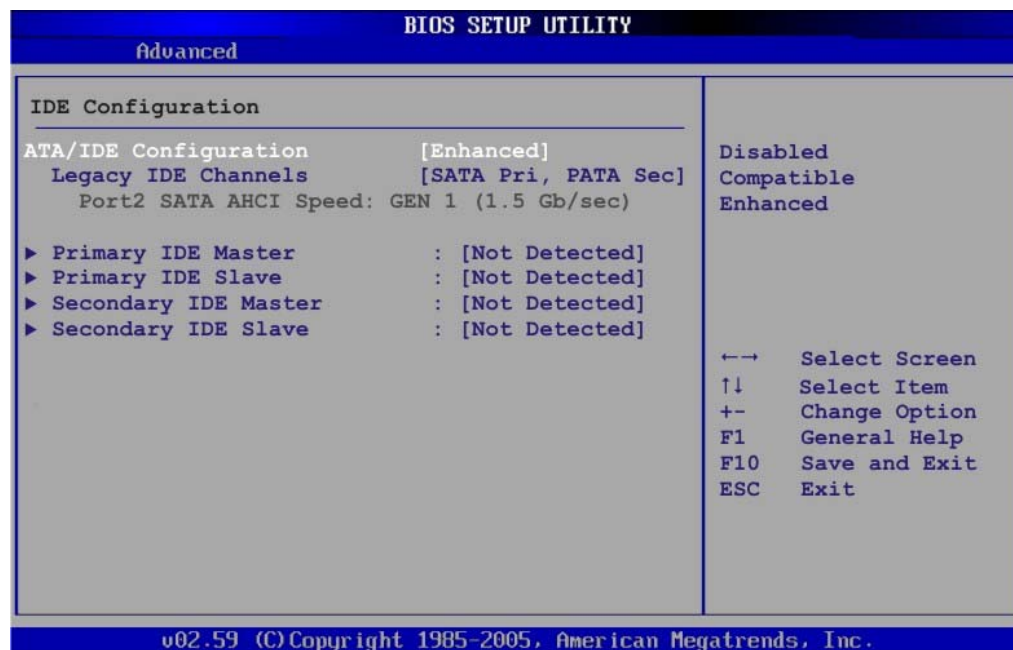 BIOS SETUP UTILITY
Advanced
IDE Configuration
ATA/IDE Configuration [Enhanced]
Legacy IDE Channels [SATA Pri, PATA Sec]
Port2 SATA AHCI Speed: GEN 1 (1.5 Gb/sec)
▶ Primary IDE Master : [Not Detected]
▶ Primary IDE Slave : [Not Detected]
▶ Secondary IDE Master : [Not Detected]
▶ Secondary IDE Slave : [Not Detected]
Disabled
Compatible
Enhanced
←→ Select Screen
↑↓ Select Item
+- Change Option
F1 General Help
F10 Save and Exit
ESC Exit
v02.59 (C)Copyright 1985-2005, American Megatrends, Inc.